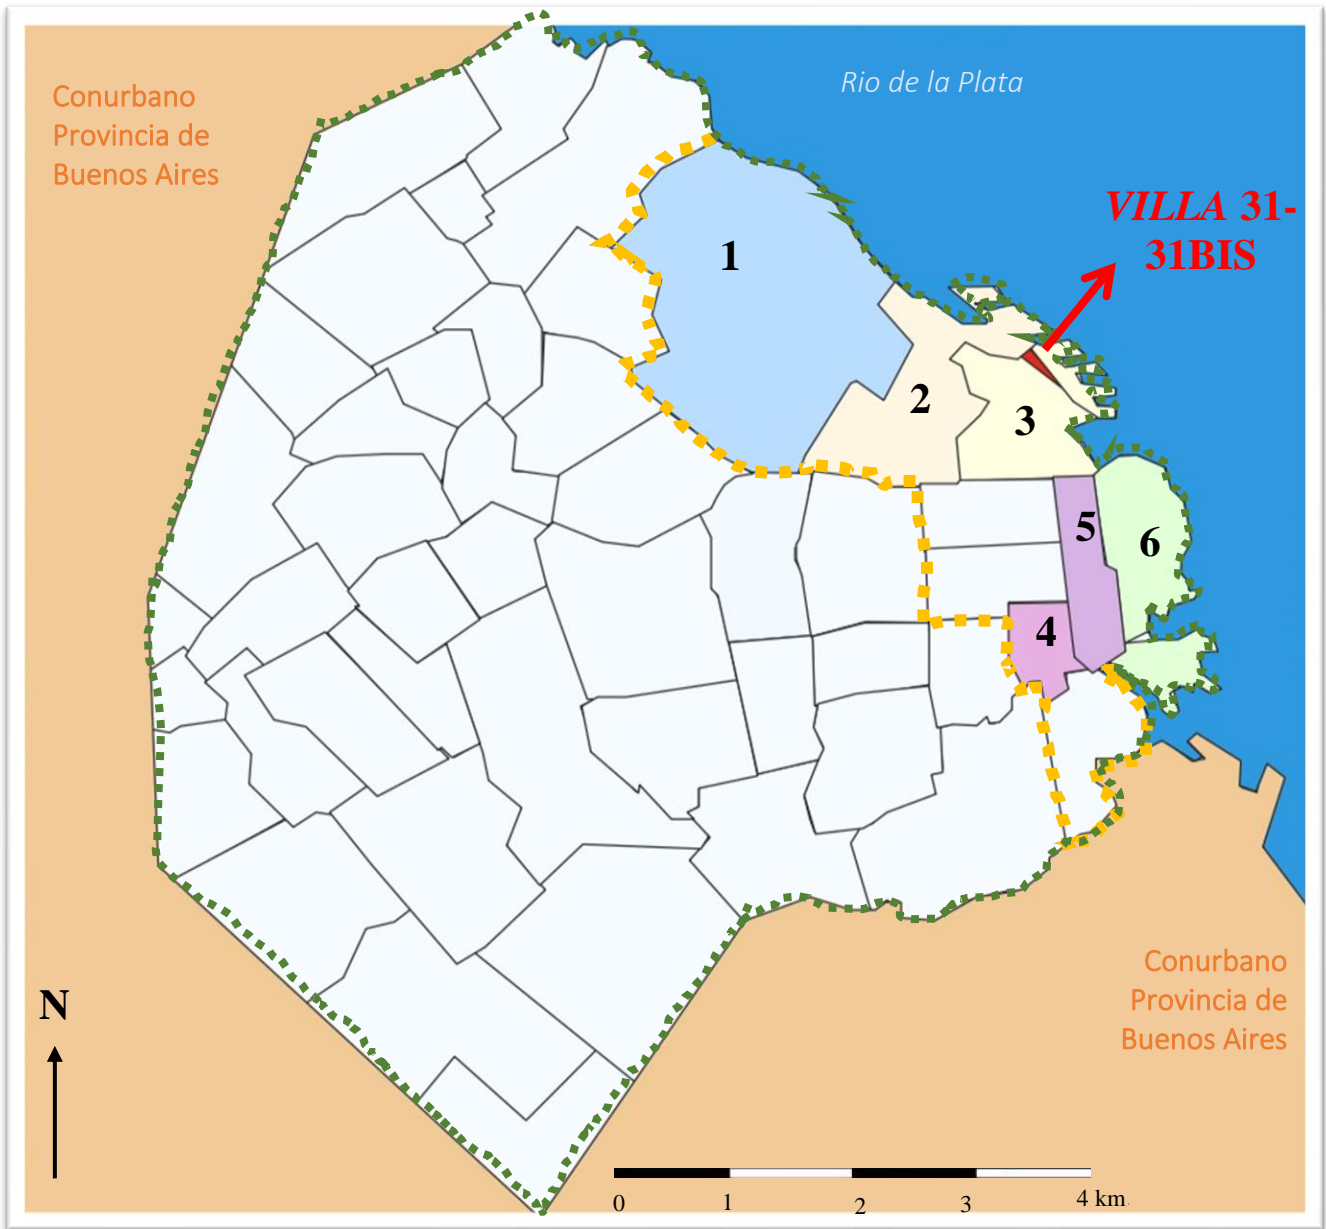 Conurbano
Provincia de
Buenos Aires
Rio de la Plata
VILLA 31-
31BIS
1
2
3
5
6
4
N
Conurbano
Provincia de
Buenos Aires
0 1 2 3 4 km.